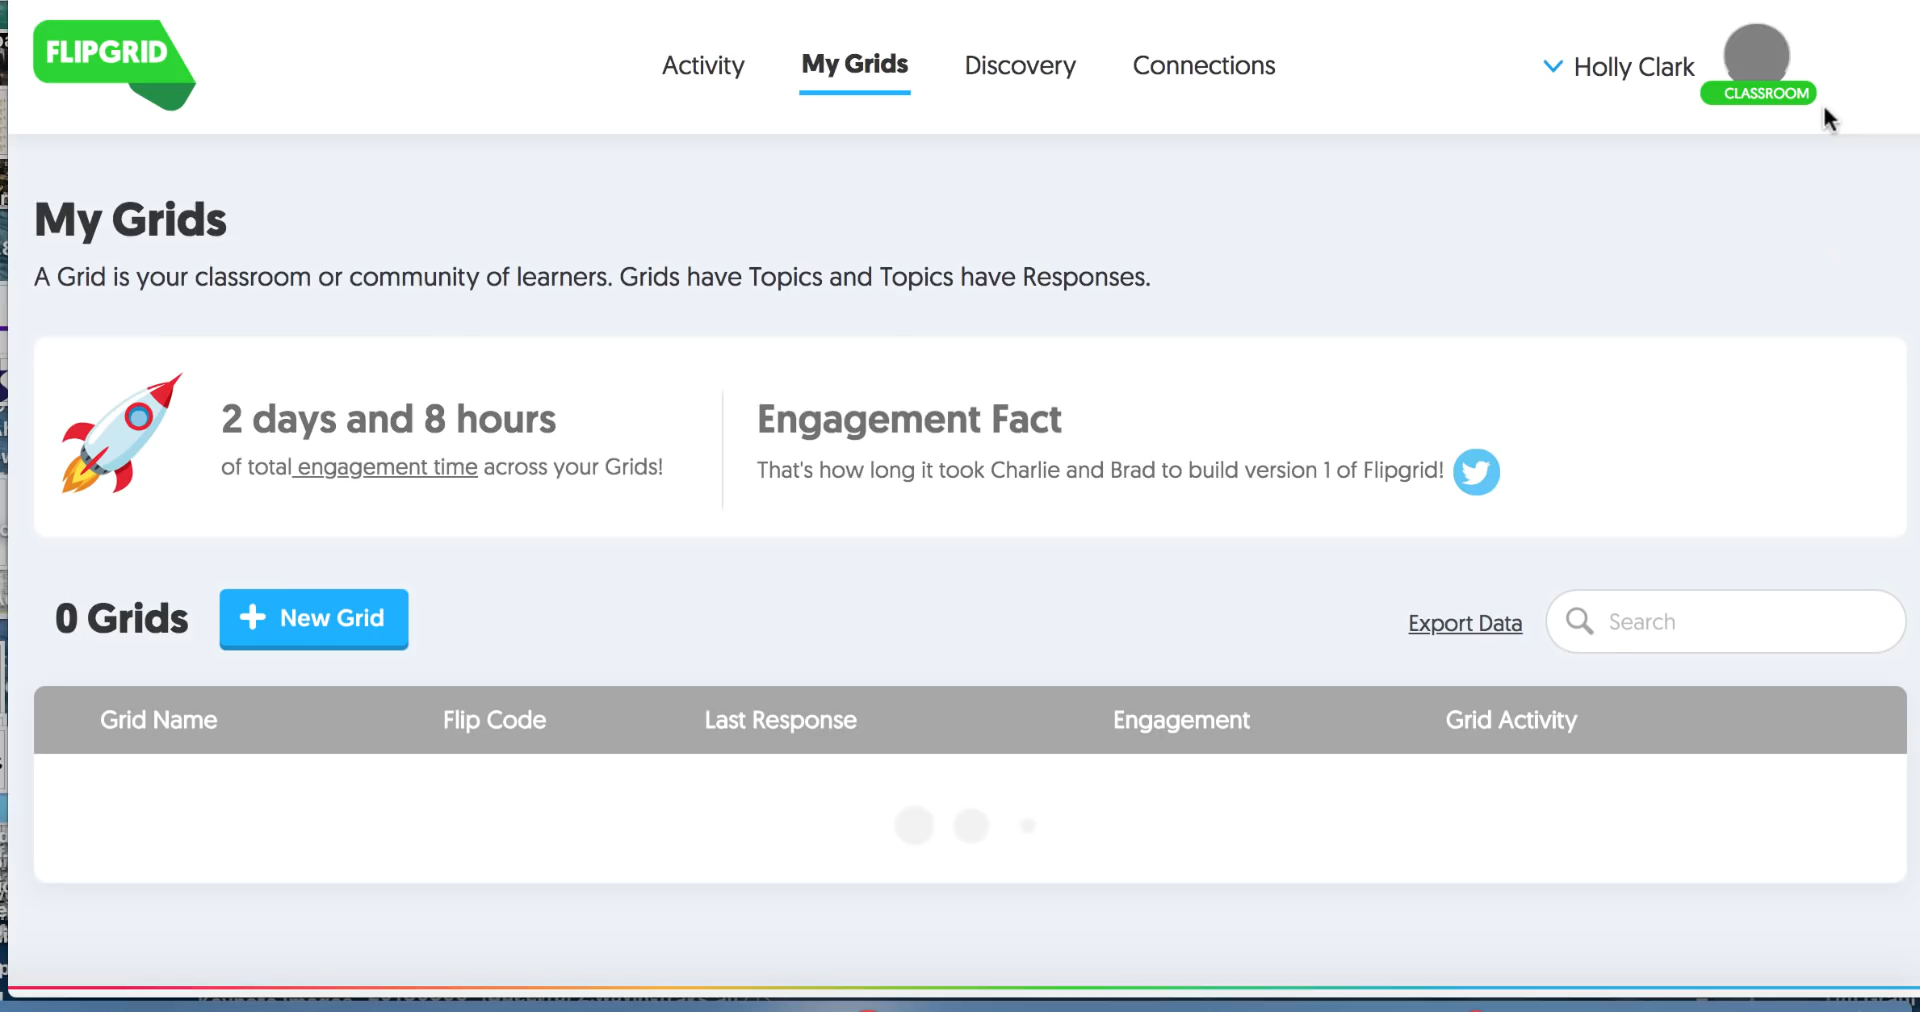 FLIPGRID
Activity My Grids Discovery Connections
Holly Clark
CLASSROOM
My Grids
A Grid is your classroom or community of learners. Grids have Topics and Topics have Responses.
2 days and 8 hours
of total engagement time across your Grids!
Engagement Fact
That's how long it took Charlie and Brad to build version 1 of Flipgrid!
0 Grids
+ New Grid
Export Data
Search
Grid Name Flip Code Last Response Engagement Grid Activity